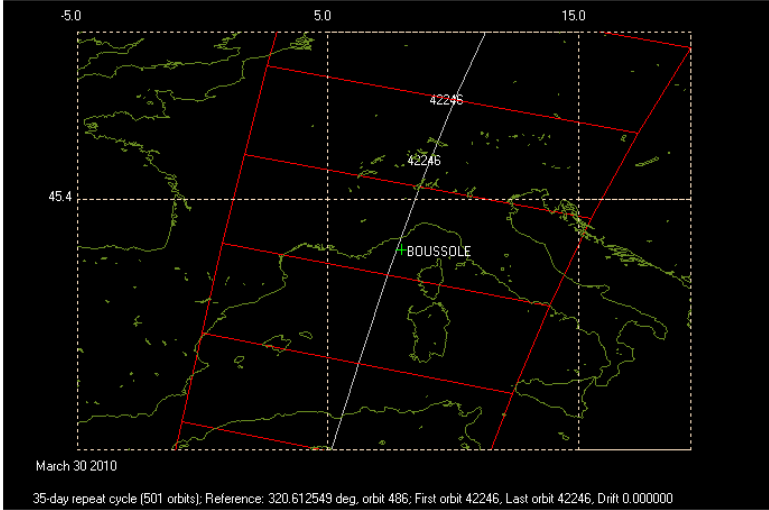 -5.0 5.0 15.0
42246
42246
45.4
BOUSSOLE
March 30 2010
35-day repeat cycle (501 orbits); Reference: 320.612549 deg, orbit 486; First orbit 42246, Last orbit 42246, Drift 0.000000